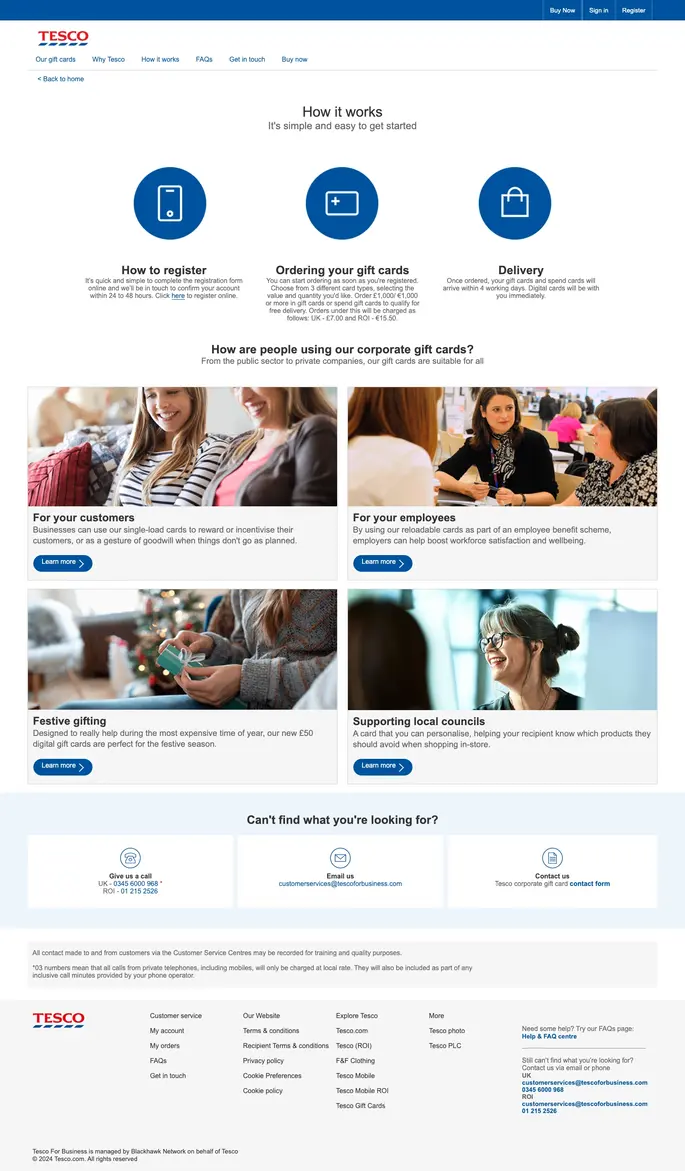 Buy Now
Sign in
Register
TESCO
Our gift cards
Why Tesco
How it works
FAQs
Get in touch
Buy now
< Back to home
How it works
It's simple and easy to get started
How to register
It's quick and simple to complete the registration form
online and we'll be in touch to confirm your account
within 24 to 48 hours. Click here to register online.
Ordering your gift cards
You can start ordering as soon as you're registered.
Choose from 3 different card types, selecting the
value and quantity you'd like. Order £1,000/ €1,000
or more in gift cards or spend gift cards to qualify for
free delivery. Orders under this will be charged as
follows: UK - £7.00 and ROI - €15.50.
Delivery
Once ordered, your gift cards and spend cards will
arrive within 4 working days. Digital cards will be with
you immediately.
How are people using our corporate gift cards?
From the public sector to private companies, our gift cards are suitable for all
For your customers
Businesses can use our single-load cards to reward or incentivise their
customers, or as a gesture of goodwill when things don't go as planned.
Learn more
For your employees
By using our reloadable cards as part of an employee benefit scheme,
employers can help boost workforce satisfaction and wellbeing.
Learn more
Festive gifting
Designed to really help during the most expensive time of year, our new £50
digital gift cards are perfect for the festive season.
Learn more
Supporting local councils
A card that you can personalise, helping your recipient know which products they
should avoid when shopping in-store.
Learn more
Can't find what you're looking for?
Give us a call
UK - 0345 6000 968 *
ROI - 01 215 2526
Email us
customerservices@tescoforbusiness.com
Contact us
Tesco corporate gift card contact form
All contact made to and from customers via the Customer Service Centres may be recorded for training and quality purposes.
*03 numbers mean that all calls from private telephones, including mobiles, will only be charged at local rate. They will also be included as part of any
inclusive call minutes provided by your phone operator.
TESCO
Customer service
My account
My orders
FAQs
Get in touch
Our Website
Terms & conditions
Recipient Terms & conditions
Privacy policy
Cookie Preferences
Cookie policy
Explore Tesco
Tesco.com
Tesco (ROI)
F&F Clothing
Tesco Mobile
Tesco Mobile ROI
Tesco Gift Cards
More
Tesco photo
Tesco PLC
Need some help? Try our FAQs page:
Help & FAQ centre
Still can't find what you're looking for?
Contact us via email or phone
UK
customerservices@tescoforbusiness.com
0345 6000 968
ROI
customerservices@tescoforbusiness.com
01 215 2526
Tesco For Business is managed by Blackhawk Network on behalf of Tesco
© 2024 Tesco.com. All rights reserved